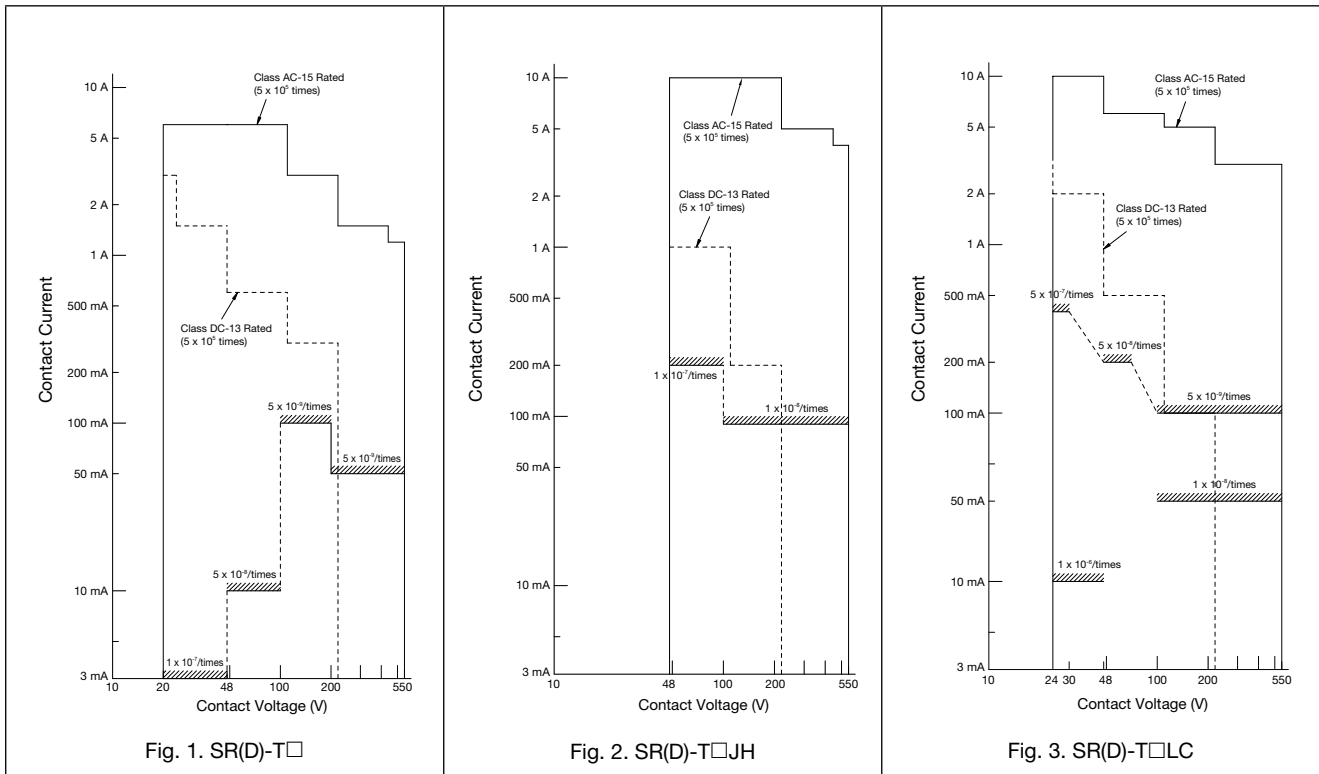 Class AC-15 Rated
(5 x 10⁵ times)
10 A
5 A
2 A
1 A
500 mA
200 mA
100 mA
50 mA
10 mA
3 mA
Contact Current
Class DC-13 Rated
(5 x 10⁵ times)
5 x 10⁻⁹/times
5 x 10⁻⁹/times
5 x 10⁻⁸/times
1 x 10⁻⁷/times
10 20 48 100 200 550
Contact Voltage (V)
Fig. 1. SR(D)-T□
10 A
5 A
2 A
1 A
500 mA
200 mA
100 mA
50 mA
10 mA
3 mA
Contact Current
Class AC-15 Rated
(5 x 10⁵ times)
Class DC-13 Rated
(5 x 10⁵ times)
1 x 10⁻⁷/times
1 x 10⁻⁸/times
10 48 100 200 550
Contact Voltage (V)
Fig. 2. SR(D)-T□JH
10 A
5 A
2 A
1 A
500 mA
200 mA
100 mA
50 mA
10 mA
3 mA
Contact Current
Class AC-15 Rated
(5 x 10⁵ times)
Class DC-13 Rated
(5 x 10⁵ times)
5 x 10⁻⁷/times
5 x 10⁻⁸/times
5 x 10⁻⁹/times
1 x 10⁻⁸/times
1 x 10⁻⁶/times
10 24 30 48 100 200 550
Contact Voltage (V)
Fig. 3. SR(D)-T□LC